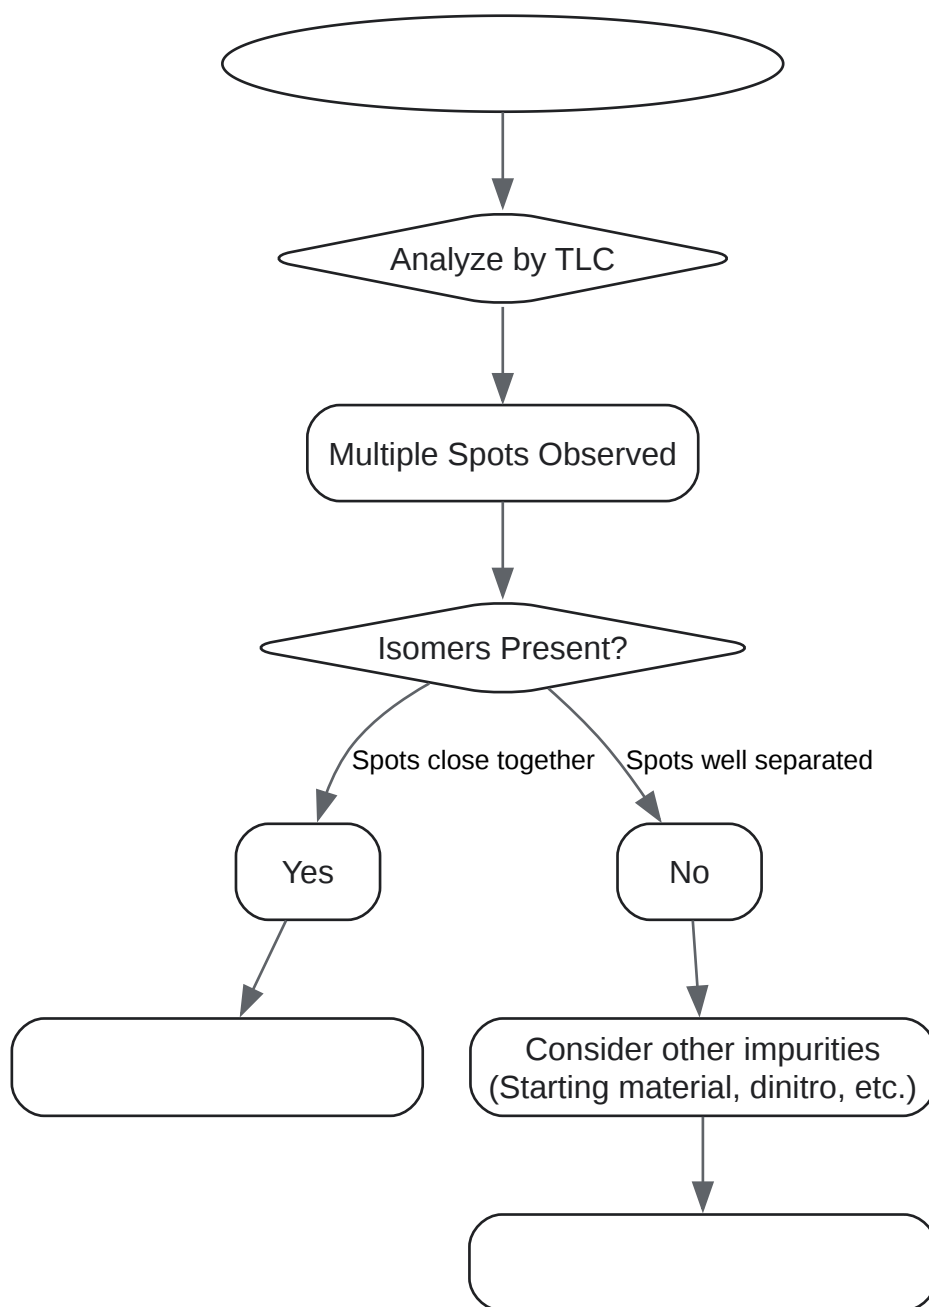 Analyze by TLC
Multiple Spots Observed
Isomers Present?
Spots close together
Spots well separated
Yes
No
Consider other impurities
(Starting material, dinitro, etc.)